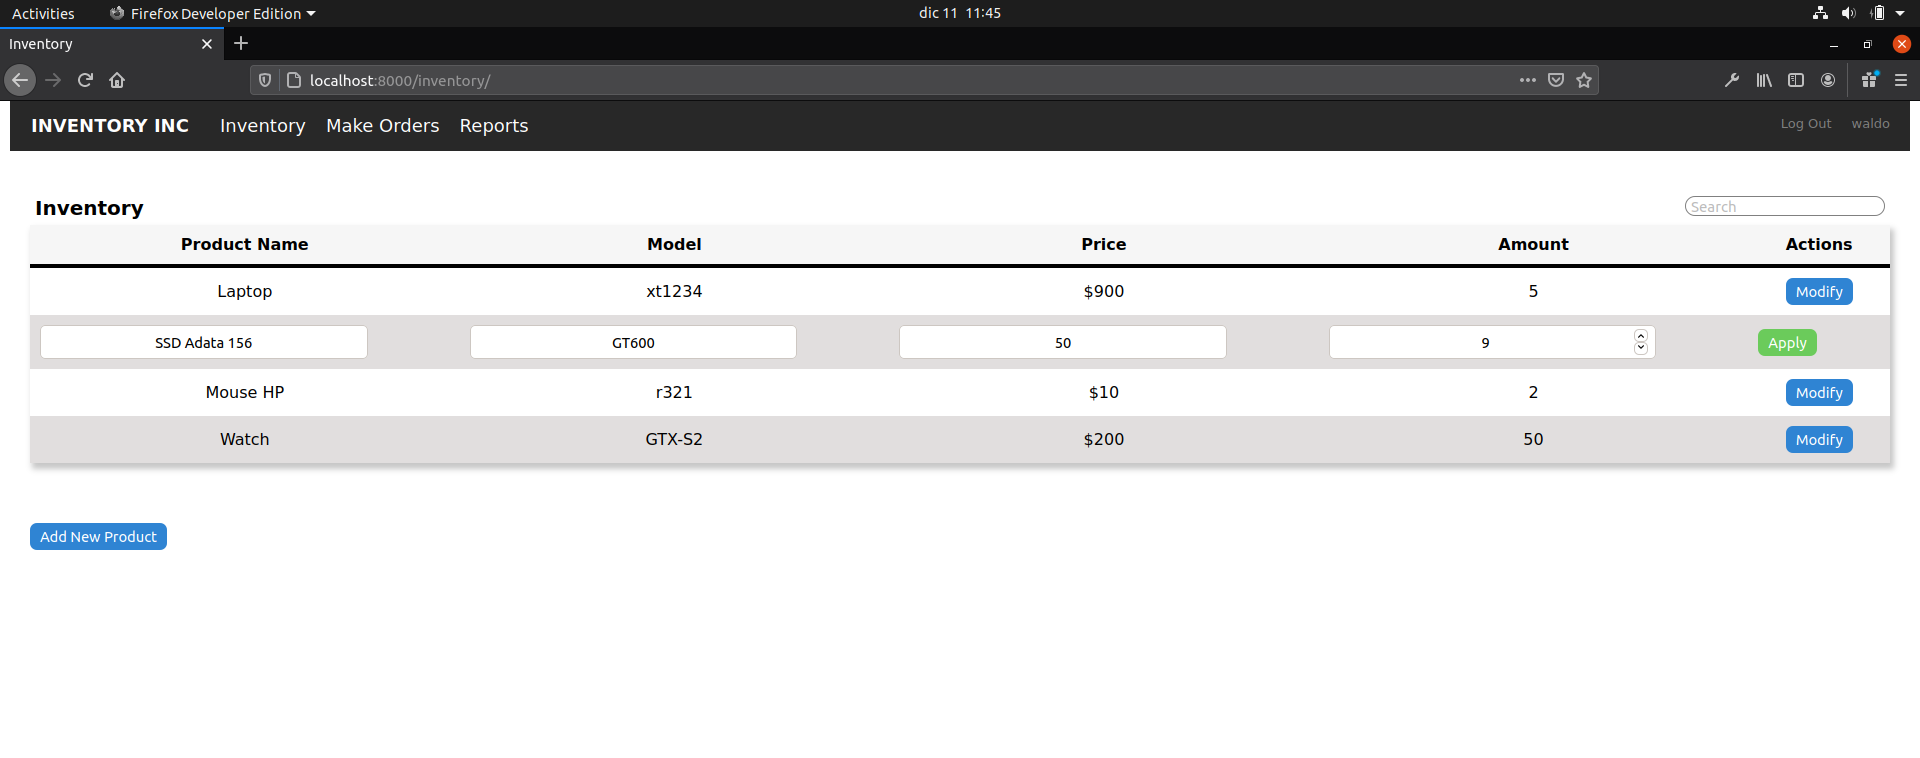 Activities Firefox Developer Edition dic 11 11:45
Inventory
localhost:8000/inventory/
INVENTORY INC Inventory Make Orders Reports Log Out waldo
Inventory Search
Product Name Model Price Amount Actions
Laptop xt1234 $900 5 Modify
SSD Adata 156 GT600 50 9 Apply
Mouse HP r321 $10 2 Modify
Watch GTX-S2 $200 50 Modify
Add New Product